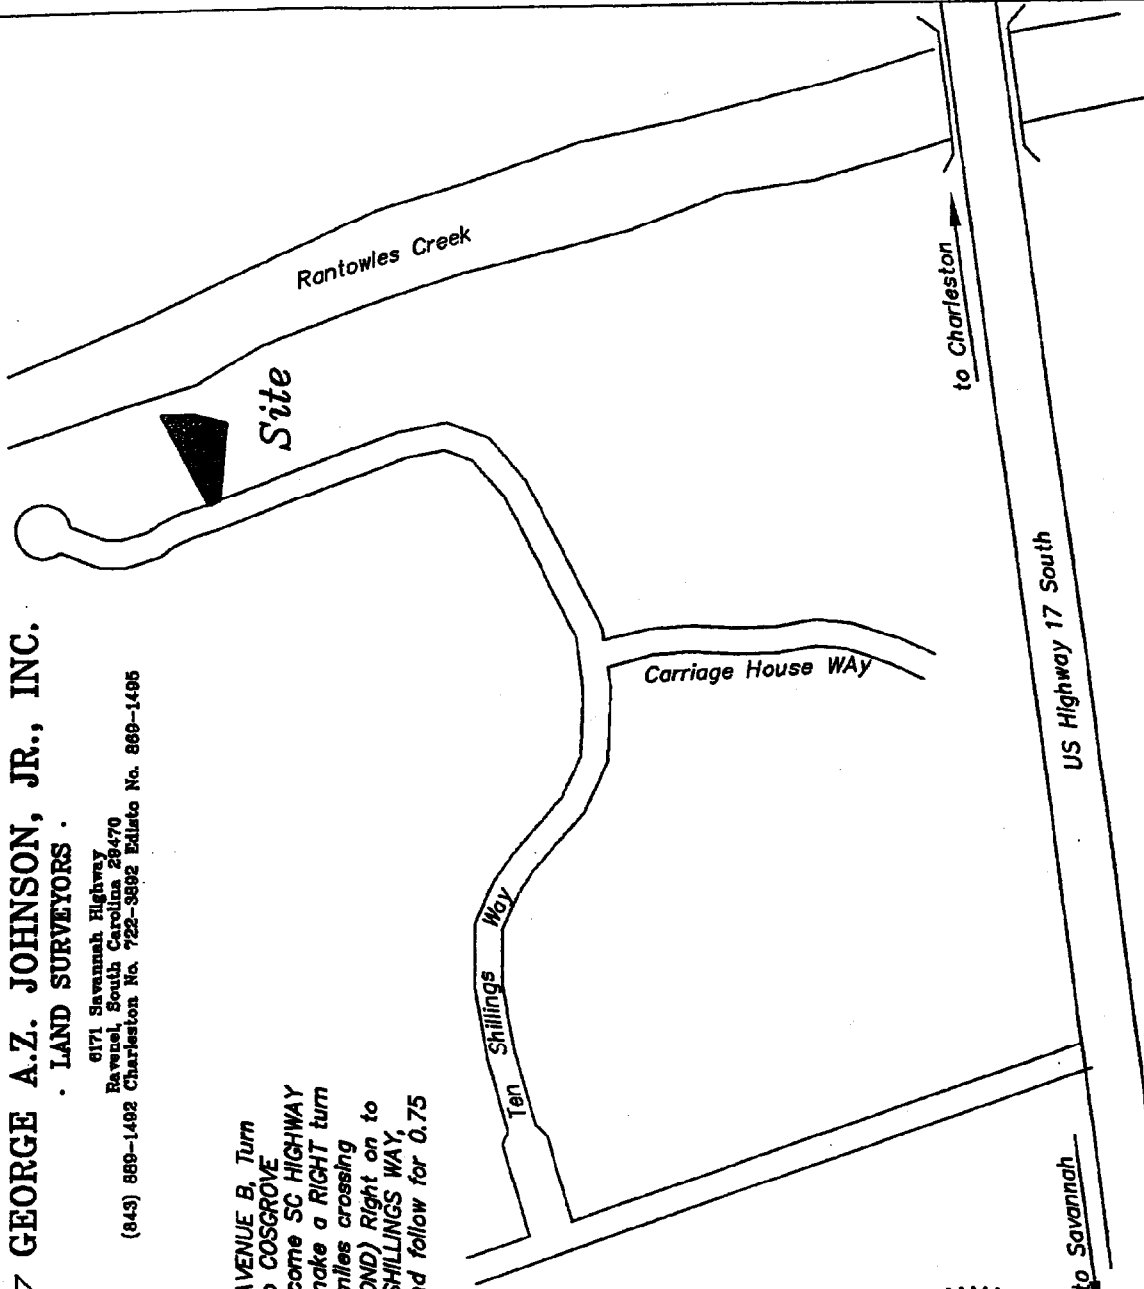 GEORGE A.Z. JOHNSON, JR., INC.
· LAND SURVEYORS ·
6171 Savannah Highway
Ravenel, South Carolina 29470
(843) 889-1492 Charleston No. 722-3892 Edisto No. 869-1495
AVENUE B, Turn
COSGROVE
come SC HIGHWAY
make a RIGHT turn
miles crossing
OND) Right on to
SHILLINGS WAY,
follow for 0.75
Rantowles Creek
Site
Ten Shillings Way
Carriage House WAy
to Charleston
US Highway 17 South
to Savannah